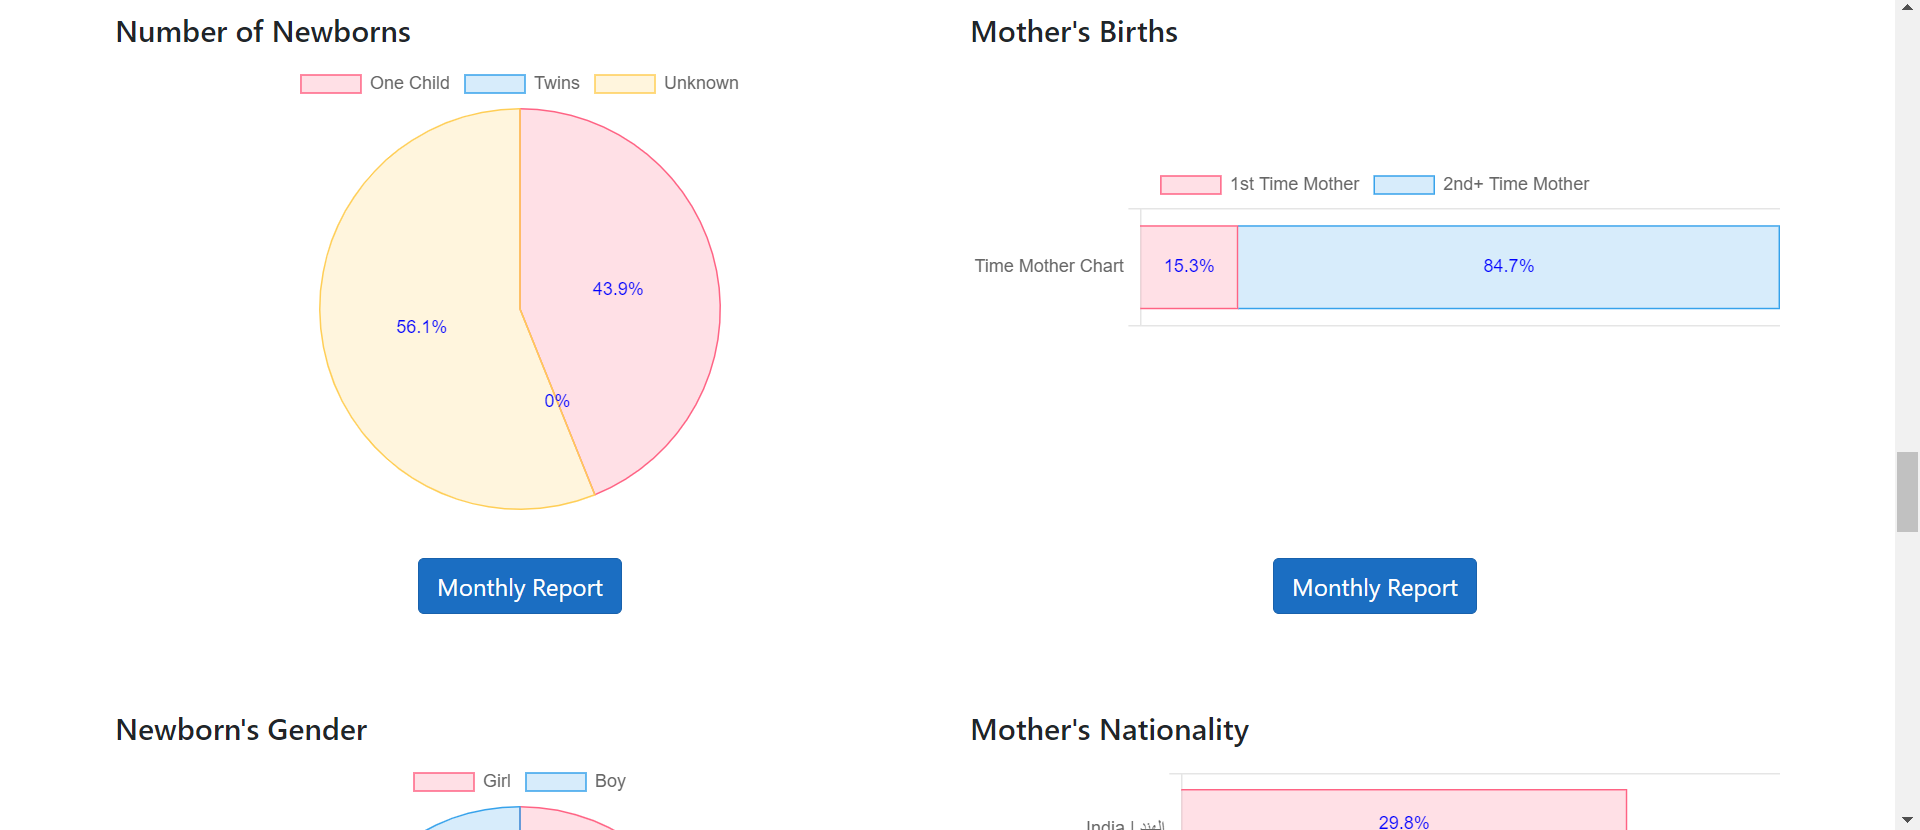 Number of Newborns
One Child Twins Unknown
43.9%
56.1%
0%
Monthly Report
Mother's Births
1st Time Mother 2nd+ Time Mother
Time Mother Chart 15.3% 84.7%
Monthly Report
Newborn's Gender
Girl Boy
Mother's Nationality
India | الهند 29.8%